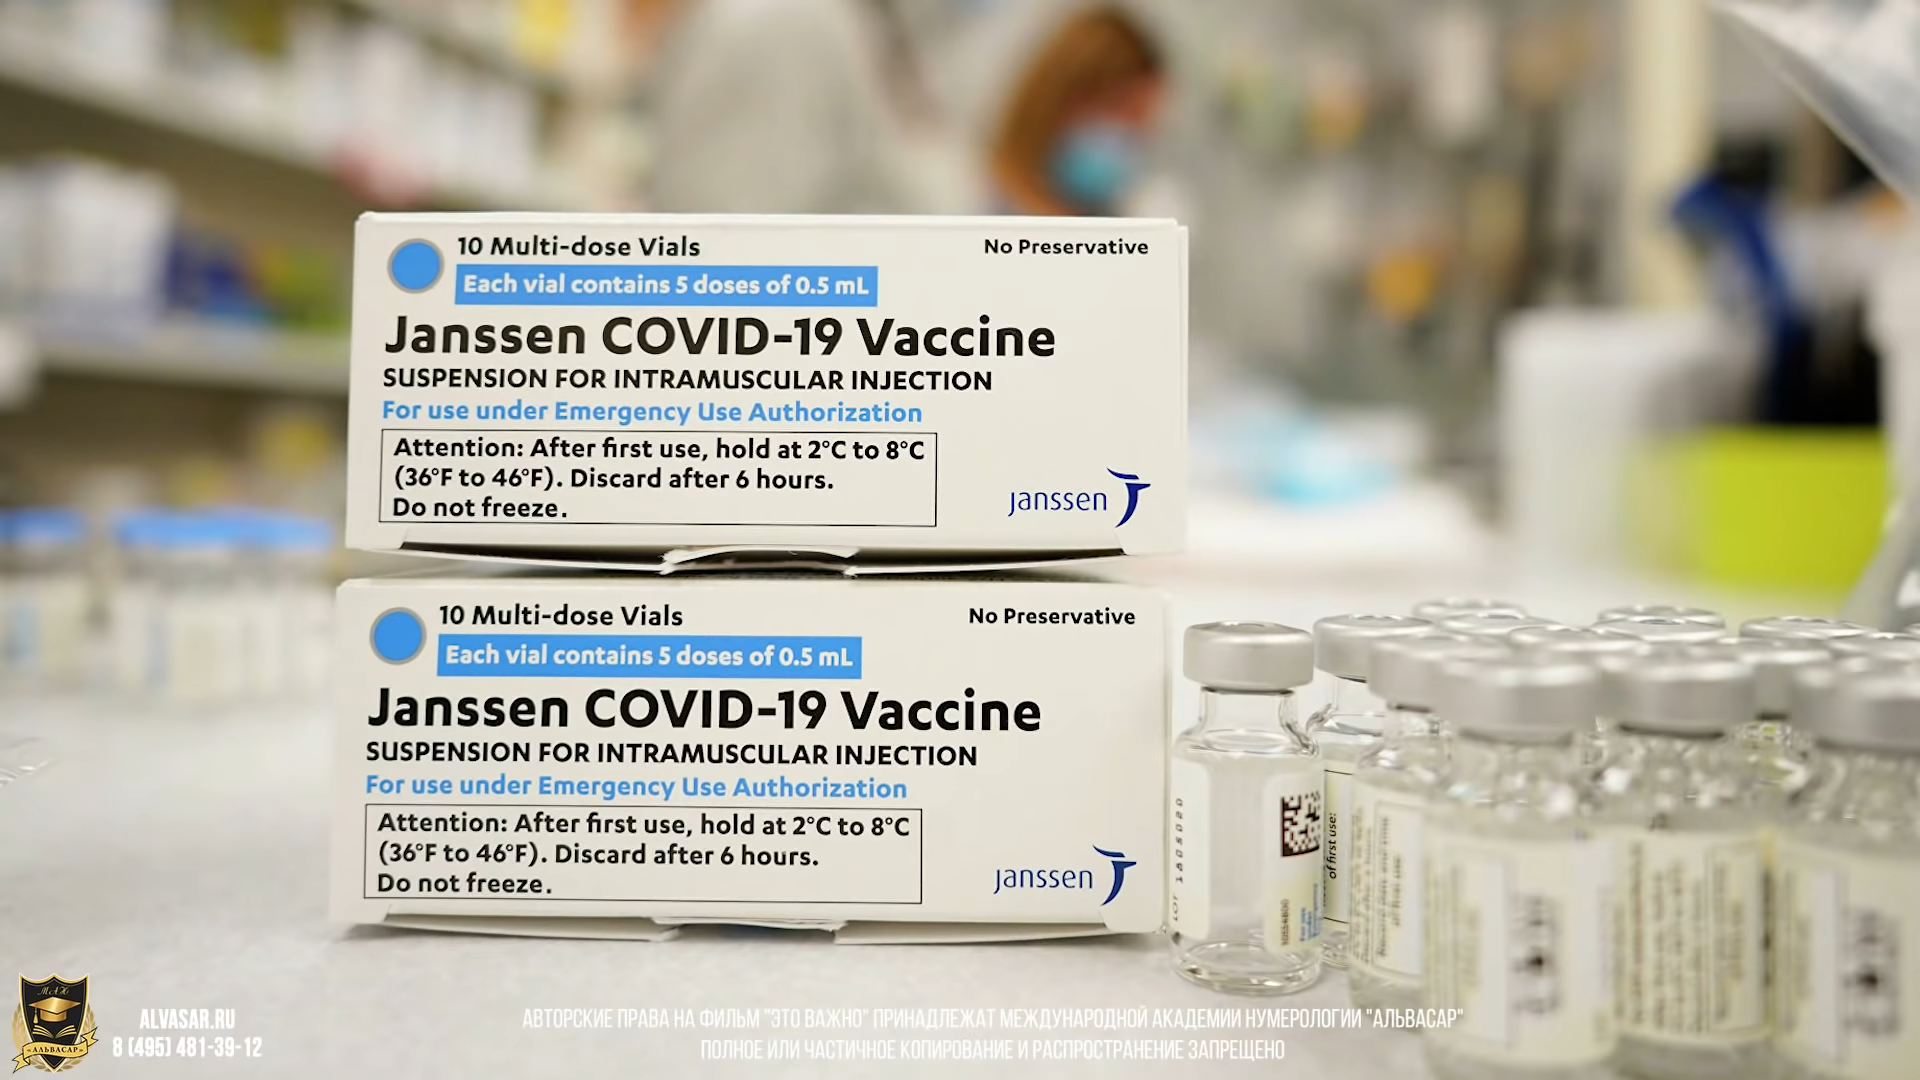 10 Multi-dose Vials
No Preservative
Each vial contains 5 doses of 0.5 mL
Janssen COVID-19 Vaccine
SUSPENSION FOR INTRAMUSCULAR INJECTION
For use under Emergency Use Authorization
Attention: After first use, hold at 2°C to 8°C
(36°F to 46°F). Discard after 6 hours.
Do not freeze.
Janssen
10 Multi-dose Vials
No Preservative
Each vial contains 5 doses of 0.5 mL
Janssen COVID-19 Vaccine
SUSPENSION FOR INTRAMUSCULAR INJECTION
For use under Emergency Use Authorization
Attention: After first use, hold at 2°C to 8°C
(36°F to 46°F). Discard after 6 hours.
Do not freeze.
Janssen
of first use:
МАН
«АЛЬВАСАР»
ALVASAR.RU
8 (495) 481-39-12
АВТОРСКИЕ ПРАВА НА ФИЛЬМ "ЭТО ВАЖНО" ПРИНАДЛЕЖАТ МЕЖДУНАРОДНОЙ АКАДЕМИИ НУМЕРОЛОГИИ "АЛЬВАСАР"
ПОЛНОЕ ИЛИ ЧАСТИЧНОЕ КОПИРОВАНИЕ И РАСПРОСТРАНЕНИЕ ЗАПРЕЩЕНО